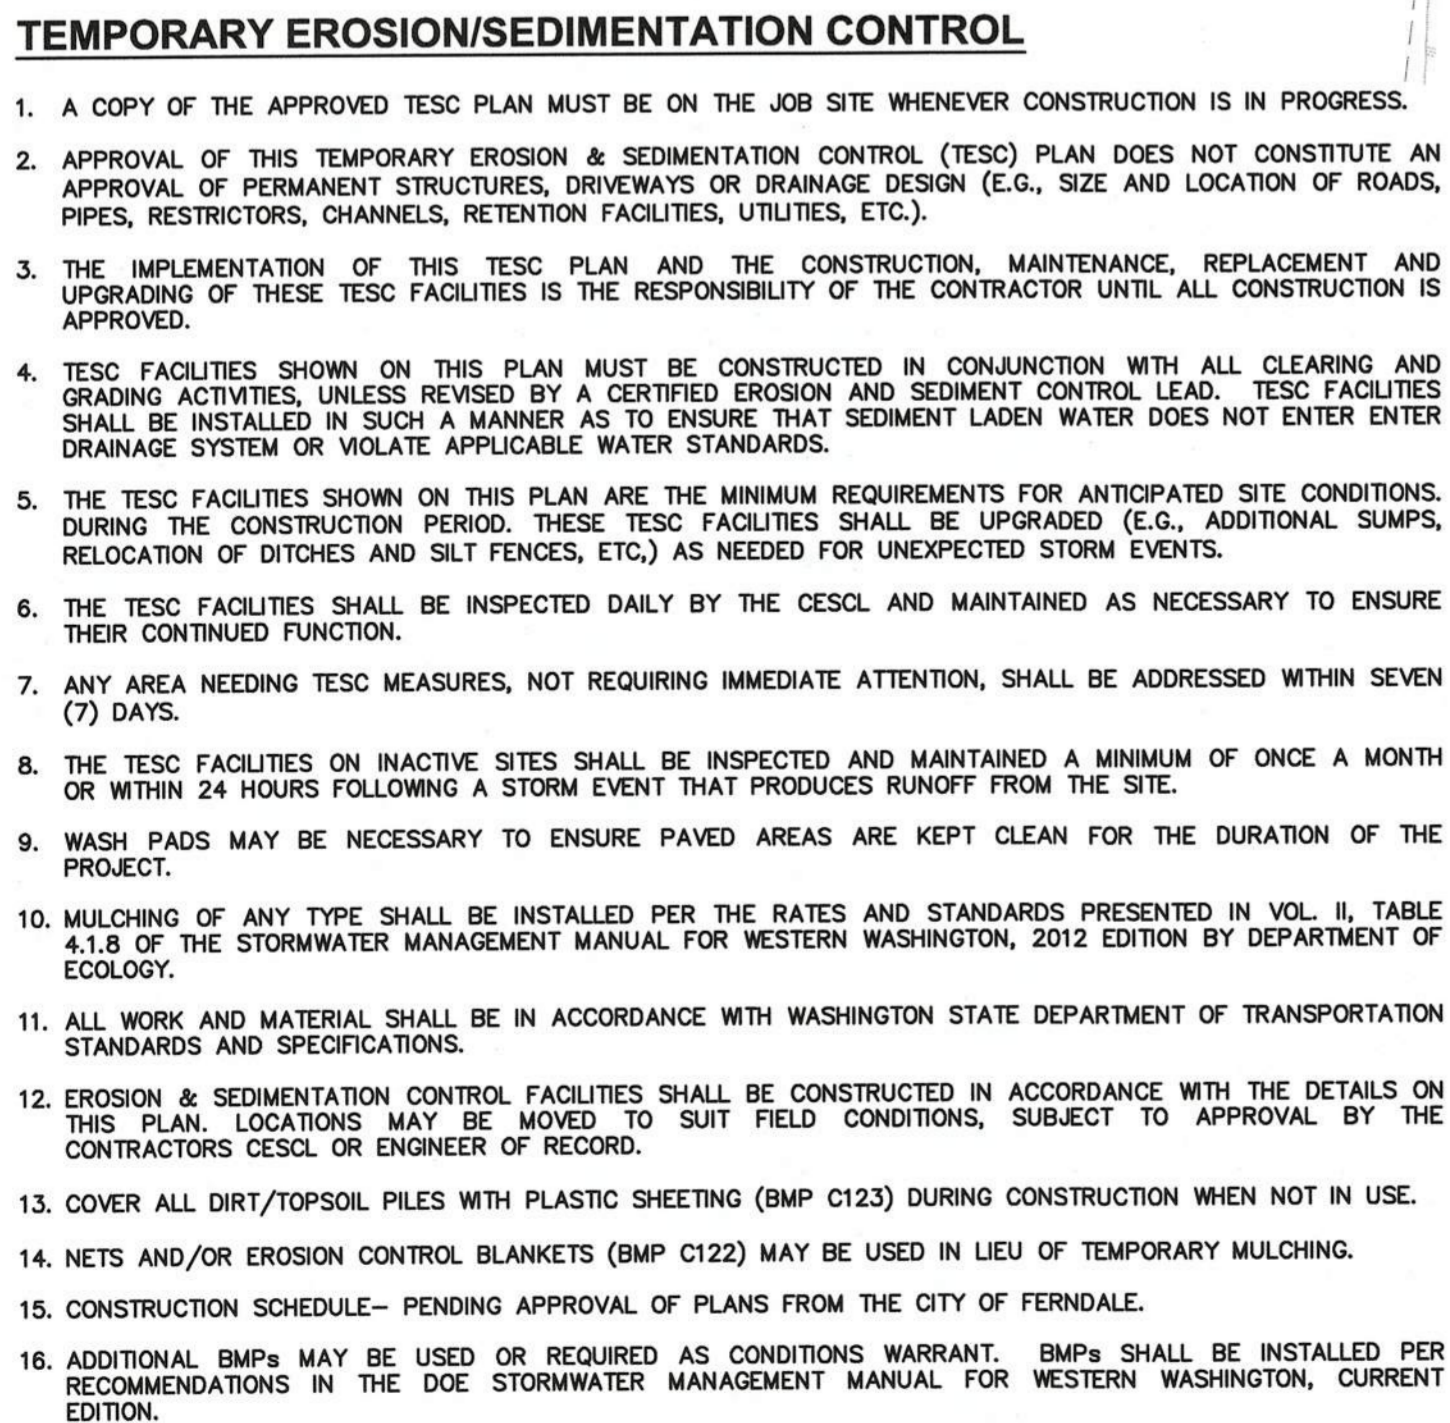 TEMPORARY EROSION/SEDIMENTATION CONTROL
1. A COPY OF THE APPROVED TESC PLAN MUST BE ON THE JOB SITE WHENEVER CONSTRUCTION IS IN PROGRESS.
2. APPROVAL OF THIS TEMPORARY EROSION & SEDIMENTATION CONTROL (TESC) PLAN DOES NOT CONSTITUTE AN
APPROVAL OF PERMANENT STRUCTURES, DRIVEWAYS OR DRAINAGE DESIGN (E.G., SIZE AND LOCATION OF ROADS,
PIPES, RESTRICTORS, CHANNELS, RETENTION FACILITIES, UTILITIES, ETC.).
3. THE IMPLEMENTATION OF THIS TESC PLAN AND THE CONSTRUCTION, MAINTENANCE, REPLACEMENT AND
UPGRADING OF THESE TESC FACILITIES IS THE RESPONSIBILITY OF THE CONTRACTOR UNTIL ALL CONSTRUCTION IS
APPROVED.
4. TESC FACILITIES SHOWN ON THIS PLAN MUST BE CONSTRUCTED IN CONJUNCTION WITH ALL CLEARING AND
GRADING ACTIVITIES, UNLESS REVISED BY A CERTIFIED EROSION AND SEDIMENT CONTROL LEAD. TESC FACILITIES
SHALL BE INSTALLED IN SUCH A MANNER AS TO ENSURE THAT SEDIMENT LADEN WATER DOES NOT ENTER ENTER
DRAINAGE SYSTEM OR VIOLATE APPLICABLE WATER STANDARDS.
5. THE TESC FACILITIES SHOWN ON THIS PLAN ARE THE MINIMUM REQUIREMENTS FOR ANTICIPATED SITE CONDITIONS.
DURING THE CONSTRUCTION PERIOD. THESE TESC FACILITIES SHALL BE UPGRADED (E.G., ADDITIONAL SUMPS,
RELOCATION OF DITCHES AND SILT FENCES, ETC,) AS NEEDED FOR UNEXPECTED STORM EVENTS.
6. THE TESC FACILITIES SHALL BE INSPECTED DAILY BY THE CESCL AND MAINTAINED AS NECESSARY TO ENSURE
THEIR CONTINUED FUNCTION.
7. ANY AREA NEEDING TESC MEASURES, NOT REQUIRING IMMEDIATE ATTENTION, SHALL BE ADDRESSED WITHIN SEVEN
(7) DAYS.
8. THE TESC FACILITIES ON INACTIVE SITES SHALL BE INSPECTED AND MAINTAINED A MINIMUM OF ONCE A MONTH
OR WITHIN 24 HOURS FOLLOWING A STORM EVENT THAT PRODUCES RUNOFF FROM THE SITE.
9. WASH PADS MAY BE NECESSARY TO ENSURE PAVED AREAS ARE KEPT CLEAN FOR THE DURATION OF THE
PROJECT.
10. MULCHING OF ANY TYPE SHALL BE INSTALLED PER THE RATES AND STANDARDS PRESENTED IN VOL. II, TABLE
4.1.8 OF THE STORMWATER MANAGEMENT MANUAL FOR WESTERN WASHINGTON, 2012 EDITION BY DEPARTMENT OF
ECOLOGY.
11. ALL WORK AND MATERIAL SHALL BE IN ACCORDANCE WITH WASHINGTON STATE DEPARTMENT OF TRANSPORTATION
STANDARDS AND SPECIFICATIONS.
12. EROSION & SEDIMENTATION CONTROL FACILITIES SHALL BE CONSTRUCTED IN ACCORDANCE WITH THE DETAILS ON
THIS PLAN. LOCATIONS MAY BE MOVED TO SUIT FIELD CONDITIONS, SUBJECT TO APPROVAL BY THE
CONTRACTORS CESCL OR ENGINEER OF RECORD.
13. COVER ALL DIRT/TOPSOIL PILES WITH PLASTIC SHEETING (BMP C123) DURING CONSTRUCTION WHEN NOT IN USE.
14. NETS AND/OR EROSION CONTROL BLANKETS (BMP C122) MAY BE USED IN LIEU OF TEMPORARY MULCHING.
15. CONSTRUCTION SCHEDULE– PENDING APPROVAL OF PLANS FROM THE CITY OF FERNDALE.
16. ADDITIONAL BMPs MAY BE USED OR REQUIRED AS CONDITIONS WARRANT. BMPs SHALL BE INSTALLED PER
RECOMMENDATIONS IN THE DOE STORMWATER MANAGEMENT MANUAL FOR WESTERN WASHINGTON, CURRENT
EDITION.